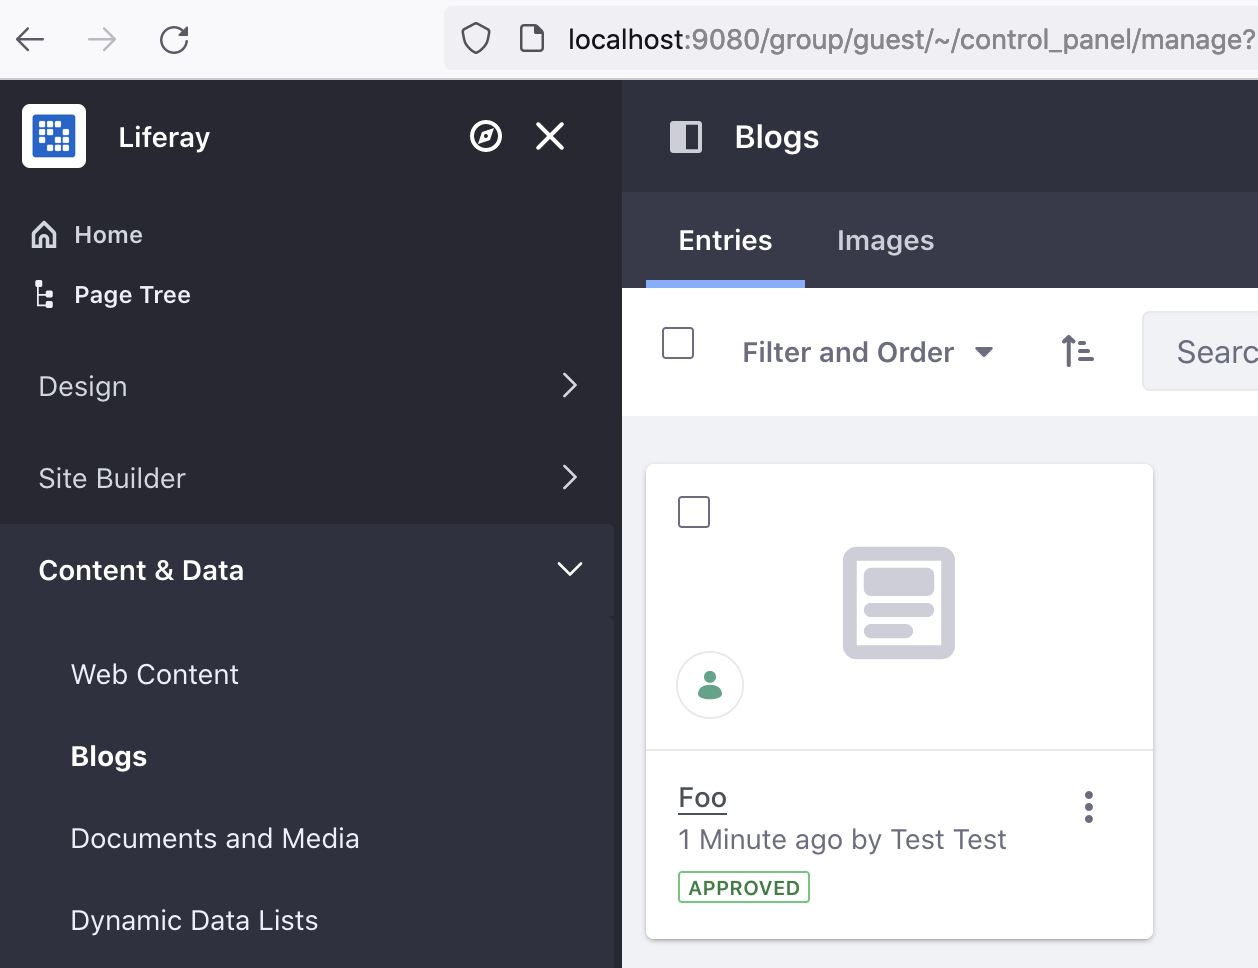 localhost:9080/group/guest/~/control_panel/manage?
Liferay
Home
Page Tree
Design
Site Builder
Content & Data
Web Content
Blogs
Documents and Media
Dynamic Data Lists
Blogs
Entries
Images
Filter and Order
Searc
Foo
1 Minute ago by Test Test
APPROVED